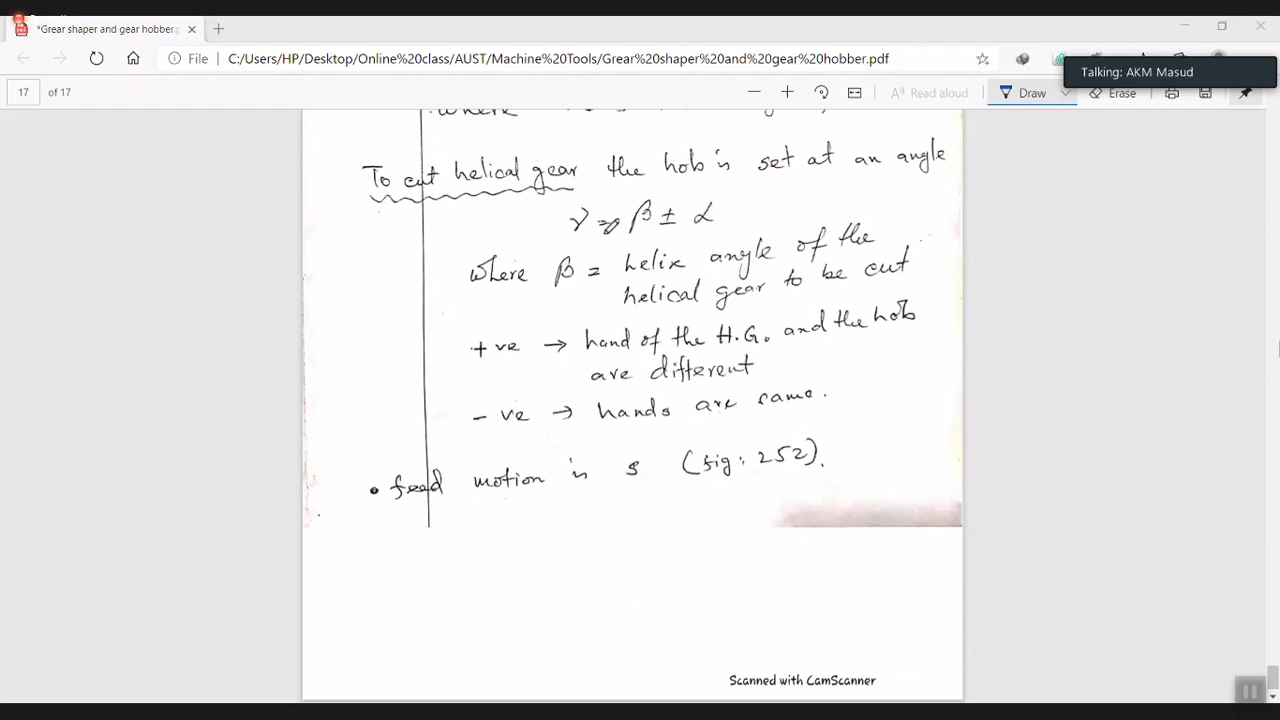 *Grear shaper and gear hobber.p
File C:/Users/HP/Desktop/Online%20class/AUST/Machine%20Tools/Grear%20shaper%20and%20gear%20hobber.pdf
Talking: AKM Masud
17 of 17 Read aloud Draw Erase
where
To cut helical gear the hob is set at an angle
γ ⇒ β ± α
where β = helix angle of the
helical gear to be cut
+ve → hand of the H.G. and the hob
are different
- ve → hands are same.
• feed motion is s (fig: 252).
Scanned with CamScanner